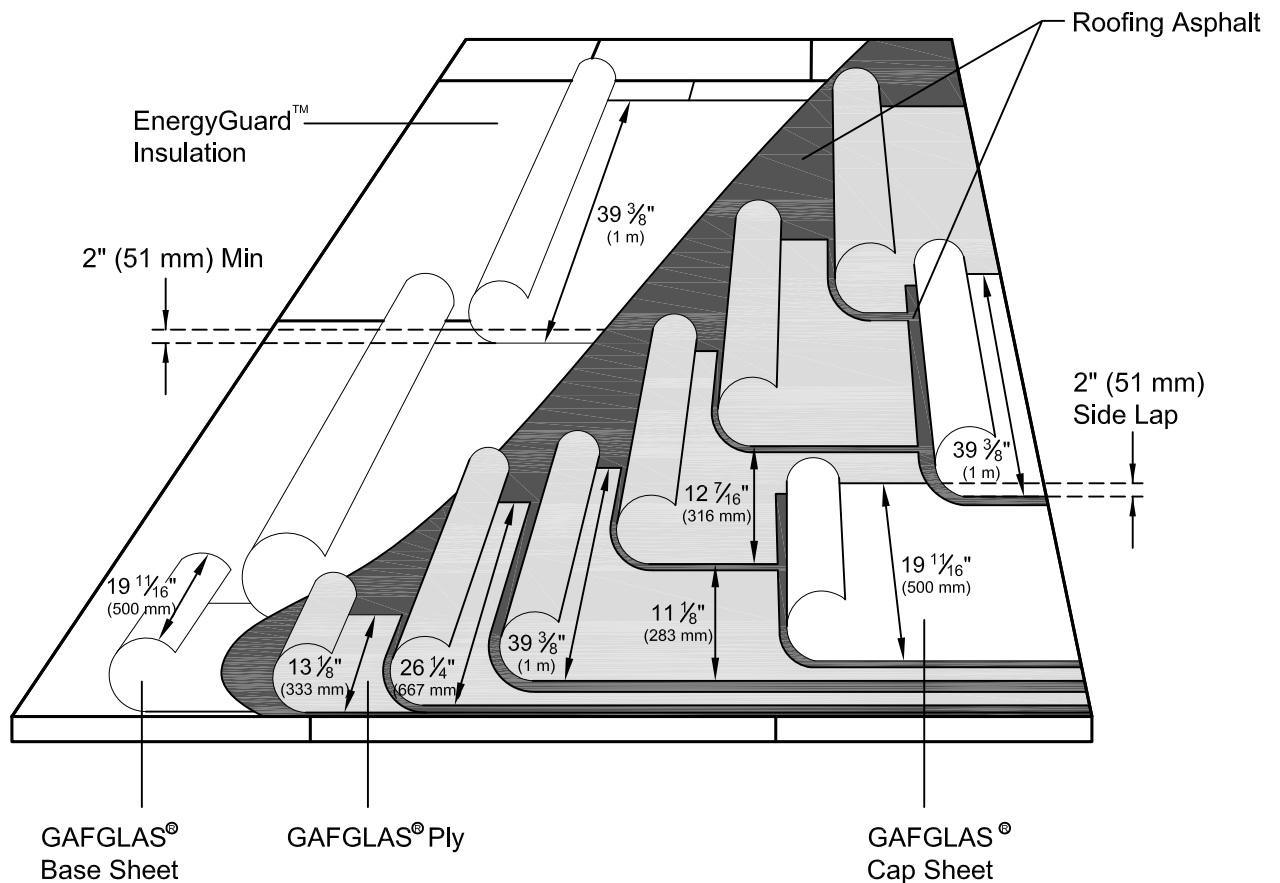 Roofing Asphalt
EnergyGuard™
Insulation
39 3/8"
(1 m)
2" (51 mm) Min
2" (51 mm)
Side Lap
39 3/8"
(1 m)
12 7/16"
(316 mm)
19 11/16"
(500 mm)
19 11/16"
(500 mm)
11 1/8"
(283 mm)
39 3/8"
(1 m)
13 1/8"
(333 mm)
26 1/4"
(667 mm)
GAFGLAS®
Base Sheet
GAFGLAS® Ply
GAFGLAS®
Cap Sheet